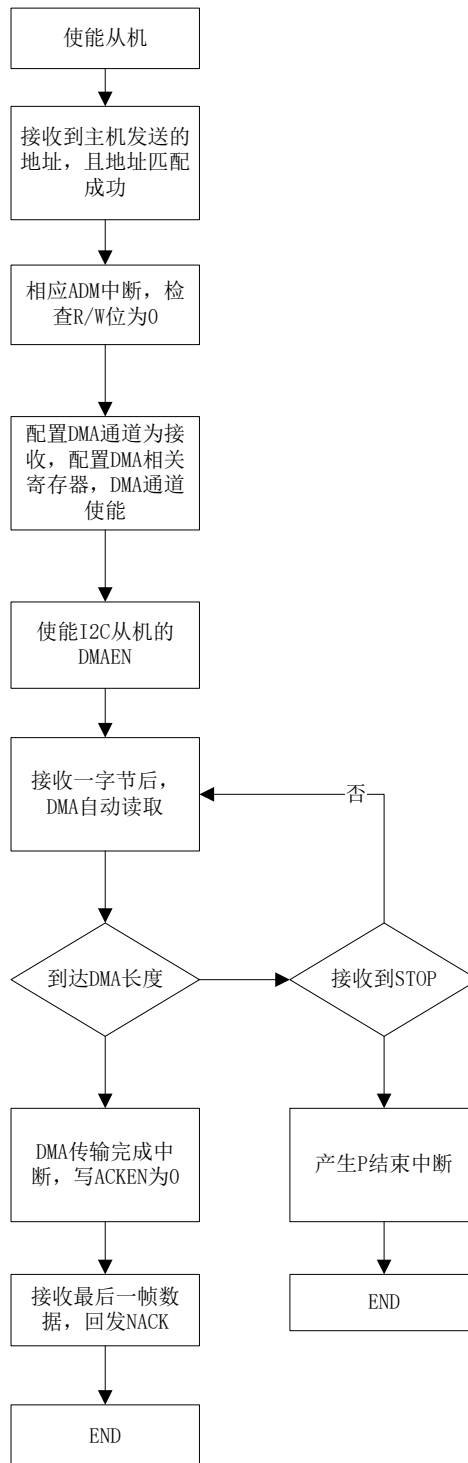 使能从机
接收到主机发送的
地址，且地址匹配
成功
相应ADM中断，检
查R/W位为0
配置DMA通道为接
收，配置DMA相关
寄存器，DMA通道
使能
使能I2C从机的
DMAEN
接收一字节后，
DMA自动读取
否
到达DMA长度
接收到STOP
DMA传输完成中
断，写ACKEN为0
产生P结束中断
接收最后一帧数
据，回发NACK
END
END